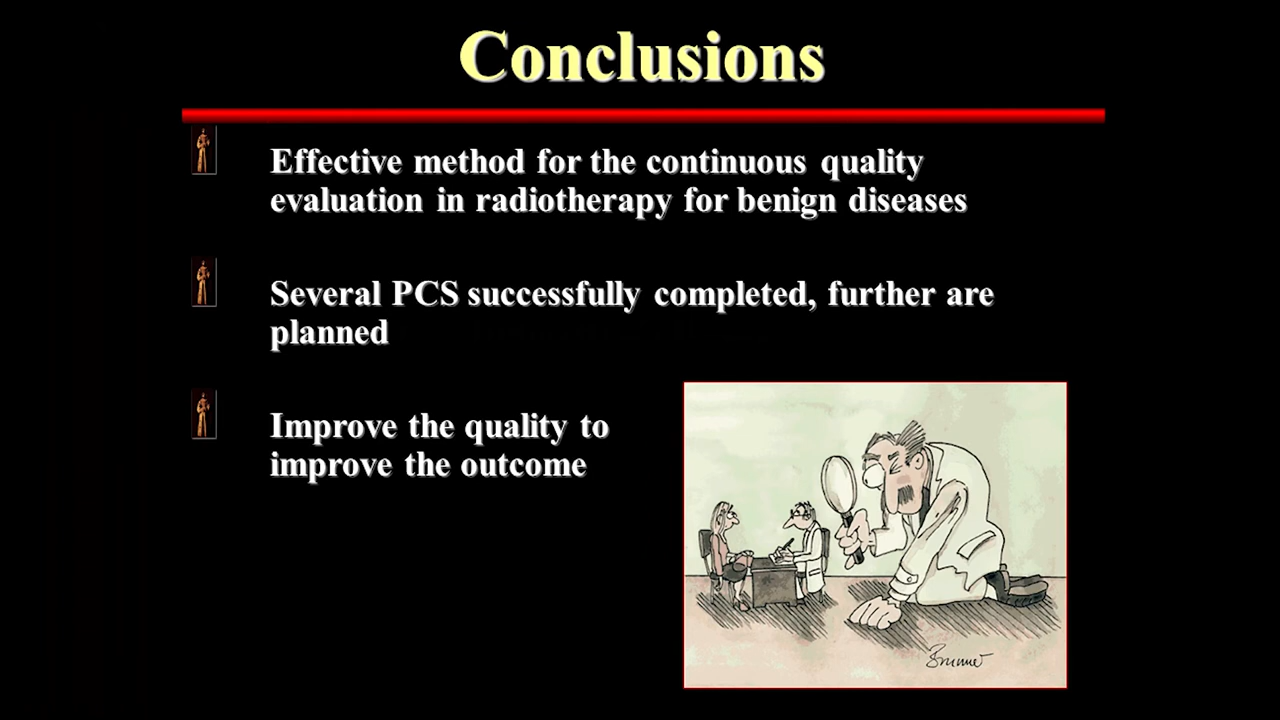 Conclusions
Effective method for the continuous quality
evaluation in radiotherapy for benign diseases
Several PCS successfully completed, further are
planned
Improve the quality to
improve the outcome